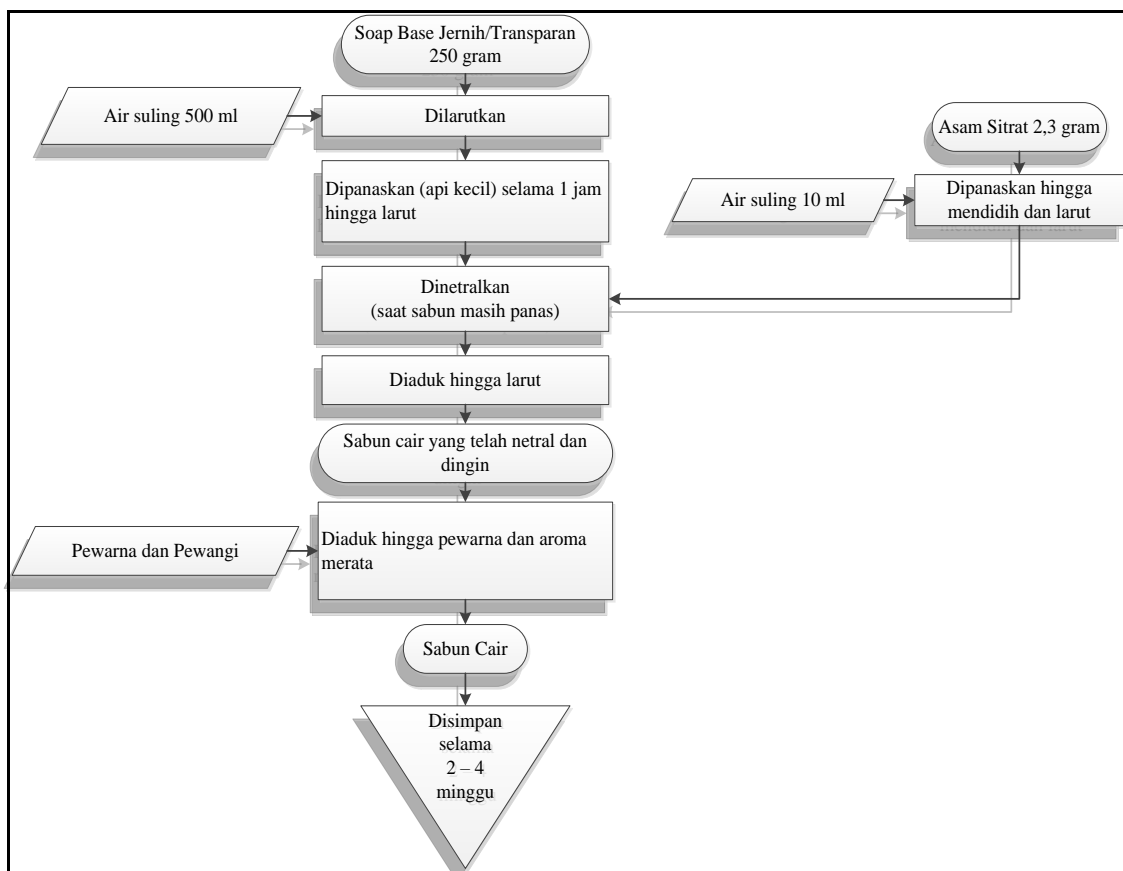 Soap Base Jernih/Transparan
250 gram
Air suling 500 ml
Dilarutkan
Asam Sitrat 2,3 gram
Dipanaskan (api kecil) selama 1 jam
hingga larut
Air suling 10 ml
Dipanaskan hingga
mendidih dan larut
Dinetralkan
(saat sabun masih panas)
Diaduk hingga larut
Sabun cair yang telah netral dan
dingin
Pewarna dan Pewangi
Diaduk hingga pewarna dan aroma
merata
Sabun Cair
Disimpan
selama
2 – 4
minggu